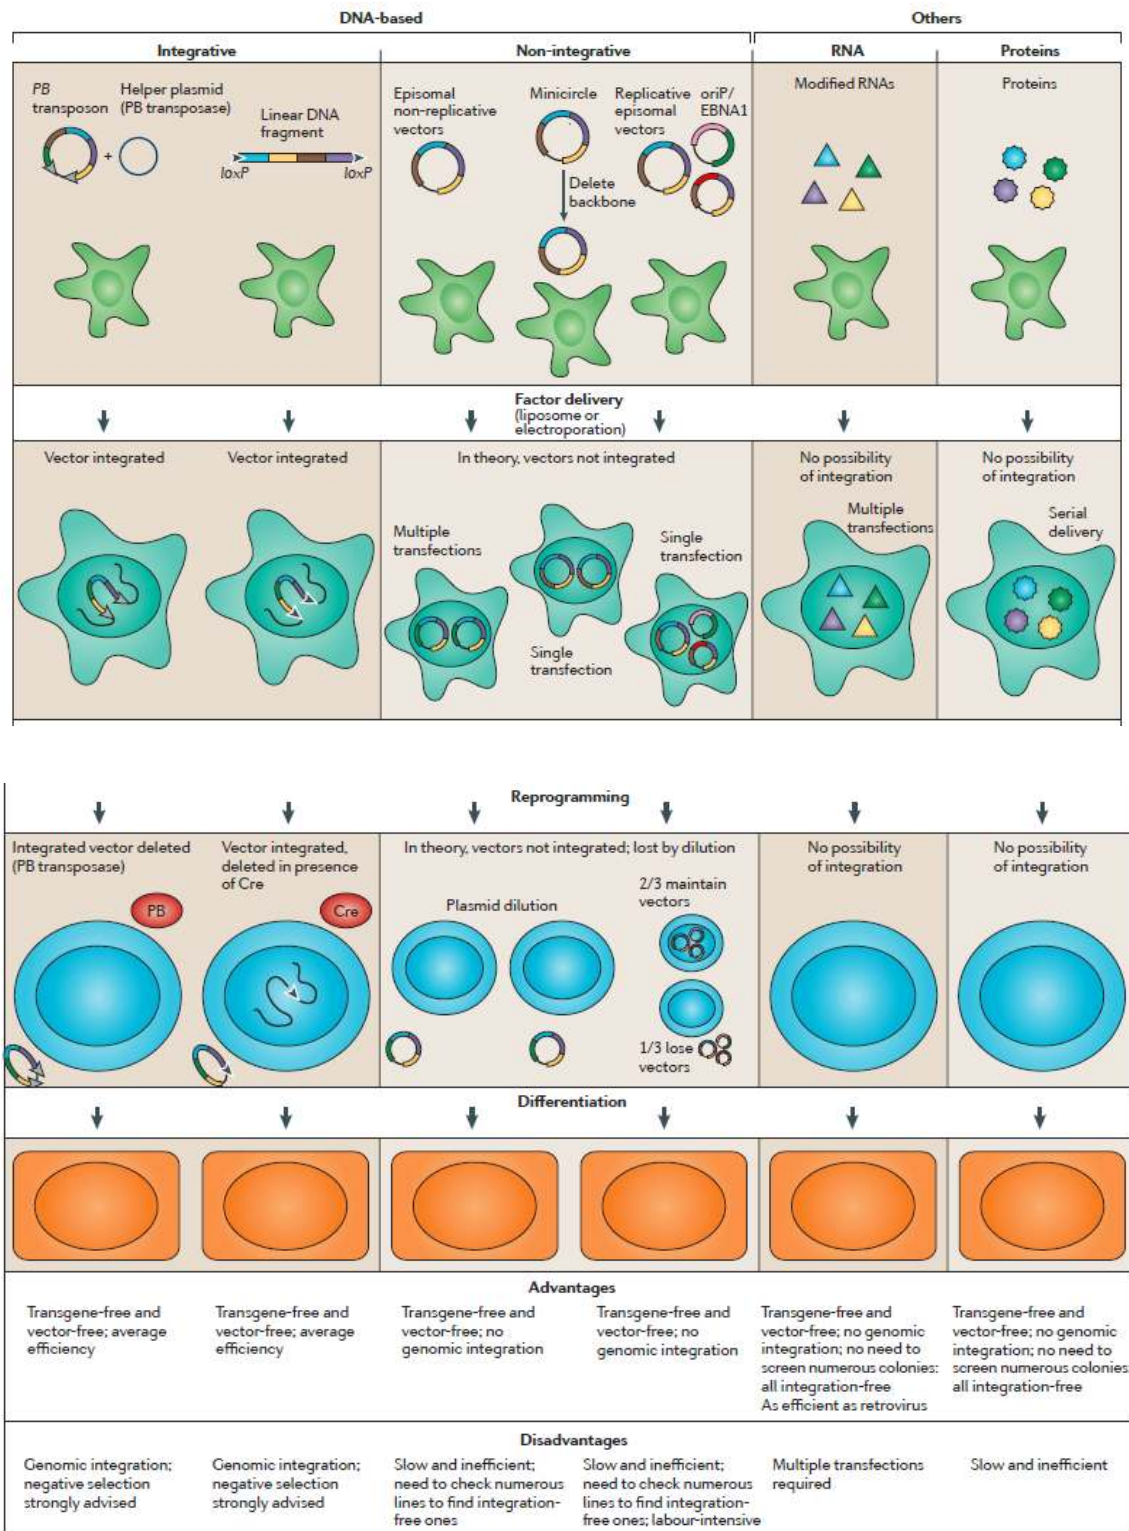 DNA-based
Others
Integrative
Non-integrative
RNA
Proteins
PB
transposon
Helper plasmid
(PB transposase)
Linear DNA
fragment
+
loxP
loxP
Episomal
non-replicative
vectors
Minicircle
Delete
backbone
Replicative
episomal
vectors
oriP/
EBNA1
Modified RNAs
Proteins
Factor delivery
(liposome or
electroporation)
Vector integrated
Vector integrated
In theory, vectors not integrated
Multiple
transfections
Single
transfection
Single
transfection
No possibility
of integration
Multiple
transfections
No possibility
of integration
Serial
delivery
Reprogramming
Integrated vector deleted
(PB transposase)
PB
Vector integrated,
deleted in presence
of Cre
Cre
In theory, vectors not integrated; lost by dilution
Plasmid dilution
2/3 maintain
vectors
1/3 lose
vectors
No possibility
of integration
No possibility
of integration
Differentiation
Advantages
Transgene-free and
vector-free; average
efficiency
Transgene-free and
vector-free; average
efficiency
Transgene-free and
vector-free; no
genomic integration
Transgene-free and
vector-free; no
genomic integration
Transgene-free and
vector-free; no genomic
integration; no need to
screen numerous colonies:
all integration-free
As efficient as retrovirus
Transgene-free and
vector-free; no genomic
integration; no need to
screen numerous colonies:
all integration-free
Disadvantages
Genomic integration;
negative selection
strongly advised
Genomic integration;
negative selection
strongly advised
Slow and inefficient;
need to check numerous
lines to find integration-
free ones
Slow and inefficient;
need to check numerous
lines to find integration-
free ones; labour-intensive
Multiple transfections
required
Slow and inefficient